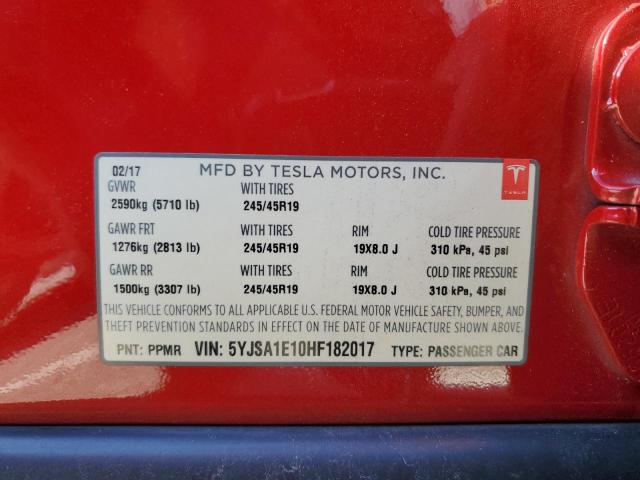 02/17 MFD BY TESLA MOTORS, INC.
GVWR WITH TIRES
2590kg (5710 lb) 245/45R19
TESLA
GAWR FRT WITH TIRES RIM COLD TIRE PRESSURE
1276kg (2813 lb) 245/45R19 19X8.0 J 310 kPa, 45 psi
GAWR RR WITH TIRES RIM COLD TIRE PRESSURE
1500kg (3307 lb) 245/45R19 19X8.0 J 310 kPa, 45 psi
THIS VEHICLE CONFORMS TO ALL APPLICABLE U.S. FEDERAL MOTOR VEHICLE SAFETY, BUMPER, AND
THEFT PREVENTION STANDARDS IN EFFECT ON THE DATE OF MANUFACTURE SHOWN ABOVE.
PNT: PPMR VIN: 5YJSA1E10HF182017 TYPE: PASSENGER CAR